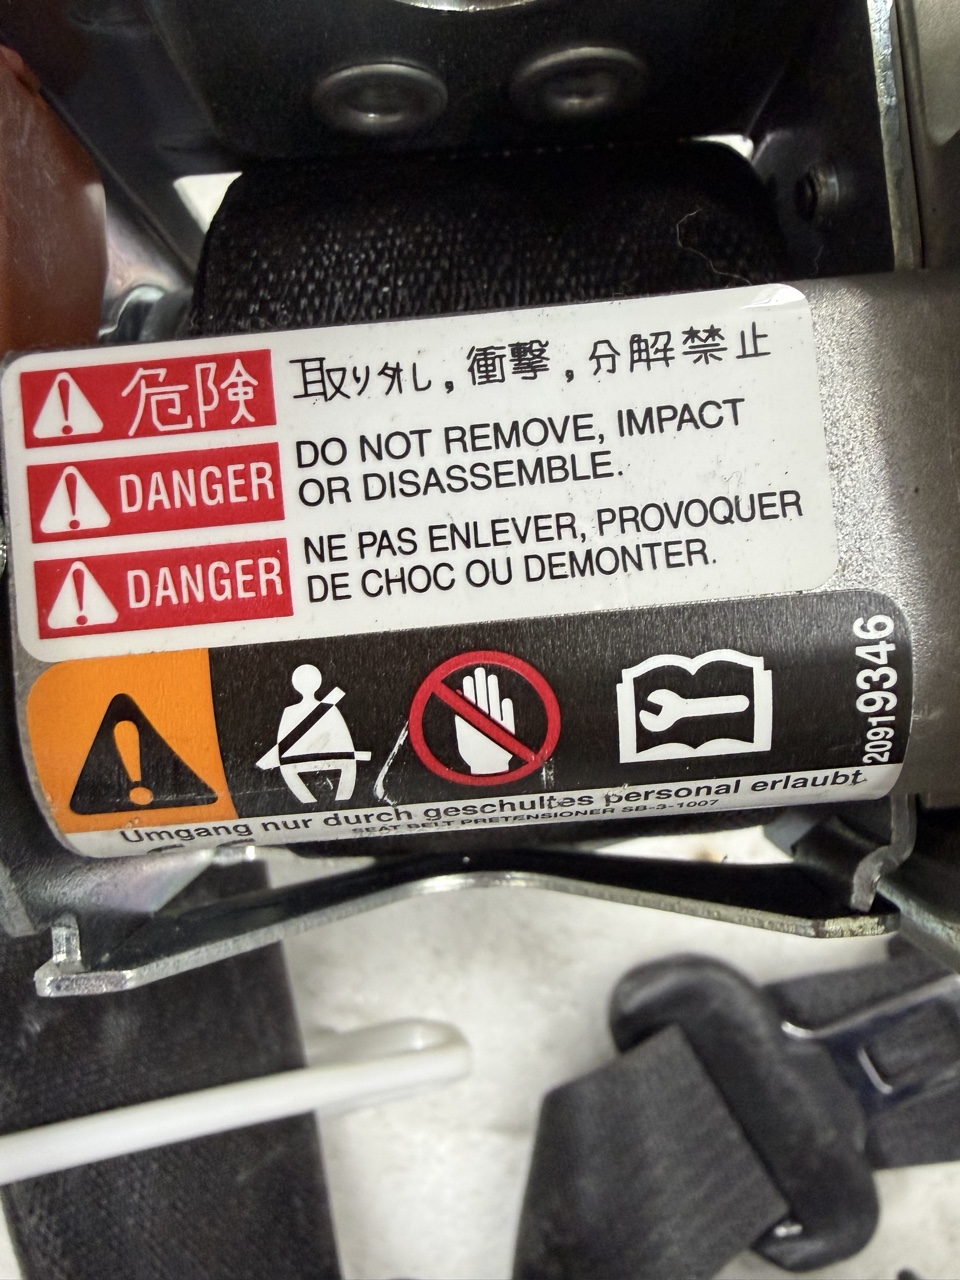 危険 取り外し，衝撃，分解禁止
DANGER DO NOT REMOVE, IMPACT
OR DISASSEMBLE.
DANGER NE PAS ENLEVER, PROVOQUER
DE CHOC OU DEMONTER.
20919346
Umgang nur durch geschultes personal erlaubt.
SEAT BELT PRETENSIONER SB-3-1007